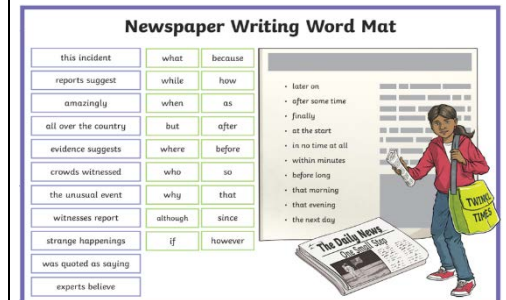 Newspaper Writing Word Mat
this incident
reports suggest
amazingly
all over the country
evidence suggests
crowds witnessed
the unusual event
witnesses report
strange happenings
was quoted as saying
experts believe
what because
while how
when as
but after
where before
who so
why that
although since
if however
• later on
• after some time
• finally
• at the start
• in no time at all
• within minutes
• before long
• that morning
• that evening
• the next day
The Daily News
One Small Step
TWINKL
TIMES